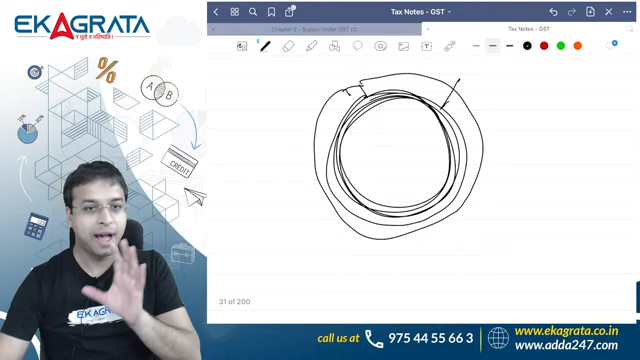 EKAGRATA
Tax Notes - GST
Chapter 2 – Supply Under GST (1)
Tax Notes - GST
T
%
A
B
CREDIT
EKAGRATA
31 of 200
call us at
975 44 55 66 3
www.ekagrata.co.in
www.adda247.com